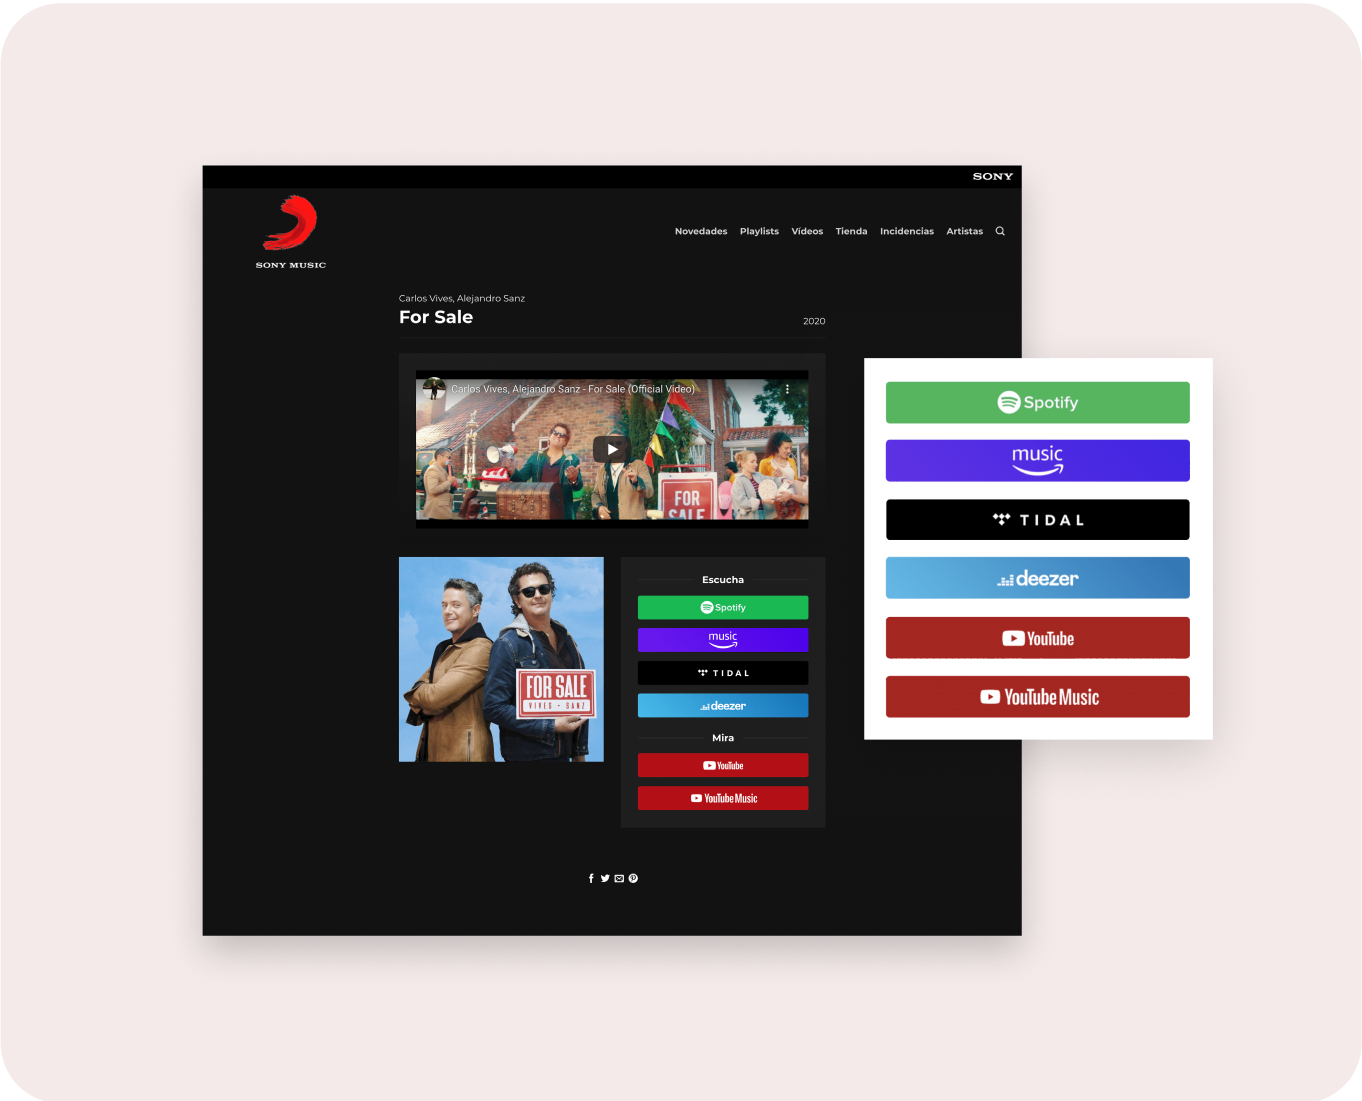 SONY
SONY MUSIC
Novedades Playlists Vídeos Tienda Incidencias Artistas
Carlos Vives, Alejandro Sanz
For Sale
2020
Carlos Vives, Alejandro Sanz - For Sale (Official Video)
FOR
SALE
FOR SALE
VIVES • SANZ
Escucha
Spotify
music
TIDAL
deezer
Mira
YouTube
YouTube Music
Spotify
music
TIDAL
deezer
YouTube
YouTube Music